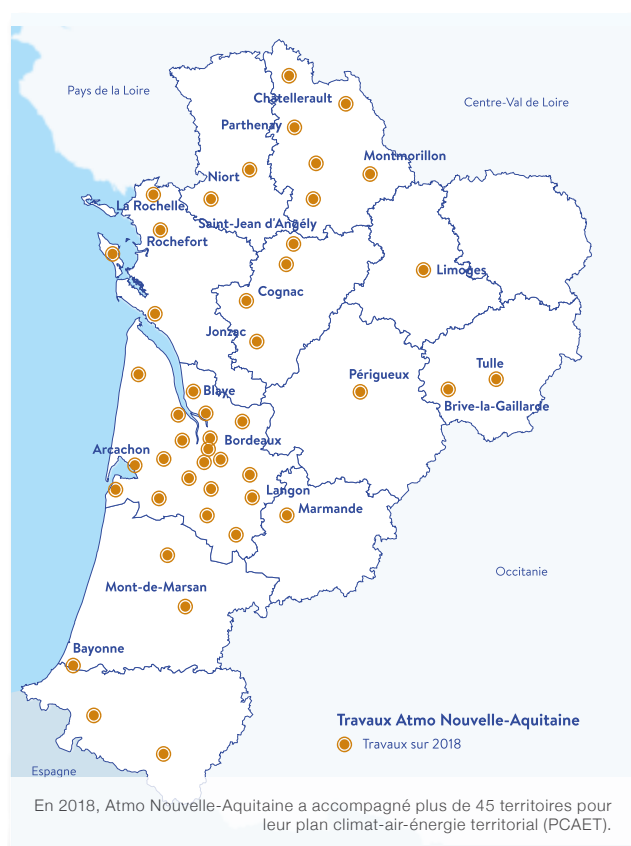 Pays de la Loire
Châtellerault
Centre-Val de Loire
Parthenay
Montmorillon
Niort
La Rochelle
Saint-Jean d'Angély
Rochefort
Limoges
Cognac
Jonzac
Tulle
Périgueux
Blaye
Brive-la-Gaillarde
Bordeaux
Arcachon
Langon
Marmande
Occitanie
Mont-de-Marsan
Bayonne
Travaux Atmo Nouvelle-Aquitaine
Travaux sur 2018
Espagne
En 2018, Atmo Nouvelle-Aquitaine a accompagné plus de 45 territoires pour
leur plan climat-air-énergie territorial (PCAET).